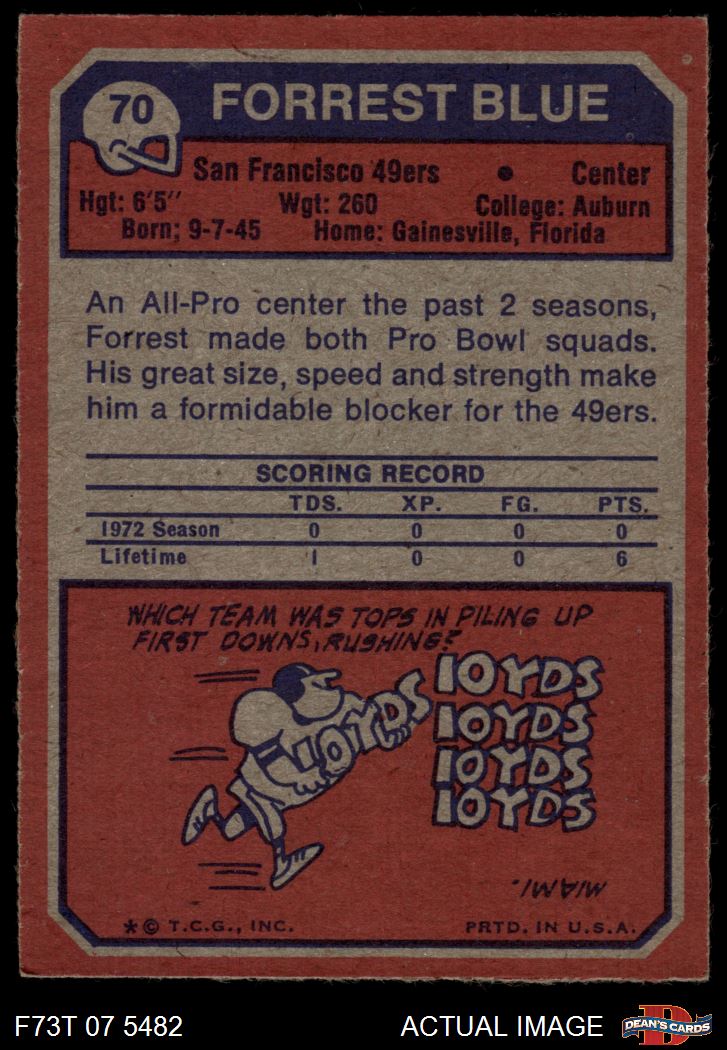 70
FORREST BLUE
San Francisco 49ers • Center
Hgt: 6'5" Wgt: 260 College: Auburn
Born; 9-7-45 Home: Gainesville, Florida
An All-Pro center the past 2 seasons,
Forrest made both Pro Bowl squads.
His great size, speed and strength make
him a formidable blocker for the 49ers.
SCORING RECORD
TDS. XP. FG. PTS.
1972 Season 0 0 0 0
Lifetime 1 0 0 6
WHICH TEAM WAS TOPS IN PILING UP
FIRST DOWNS, RUSHING?
10YDS
10YDS
10YDS
10YDS
10YDS
MIAMI.
*© T.C.G., INC. PRTD. IN U.S.A.
F73T 07 5482 ACTUAL IMAGE D DEAN'S CARDS